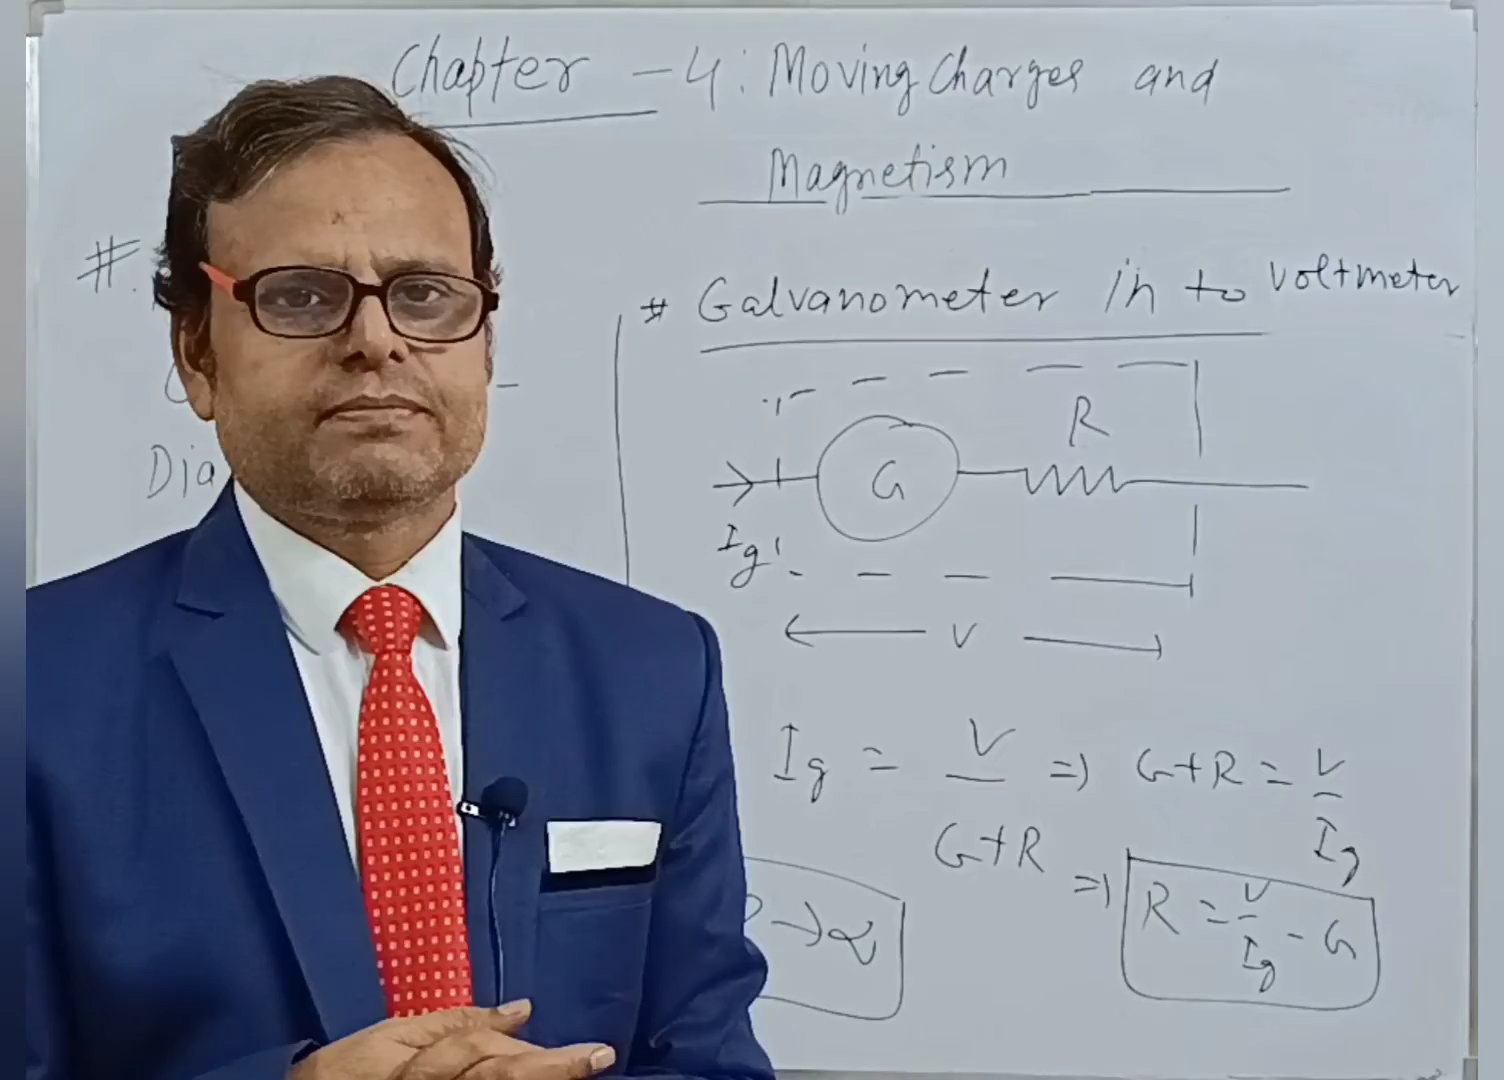 Chapter - 4: Moving Charges and
Magnetism
#.
# Galvanometer in to voltmeter
Dia
R
G
Ig
V
Ig = V/G+R => G+R = V/Ig
=> R = V/Ig - G